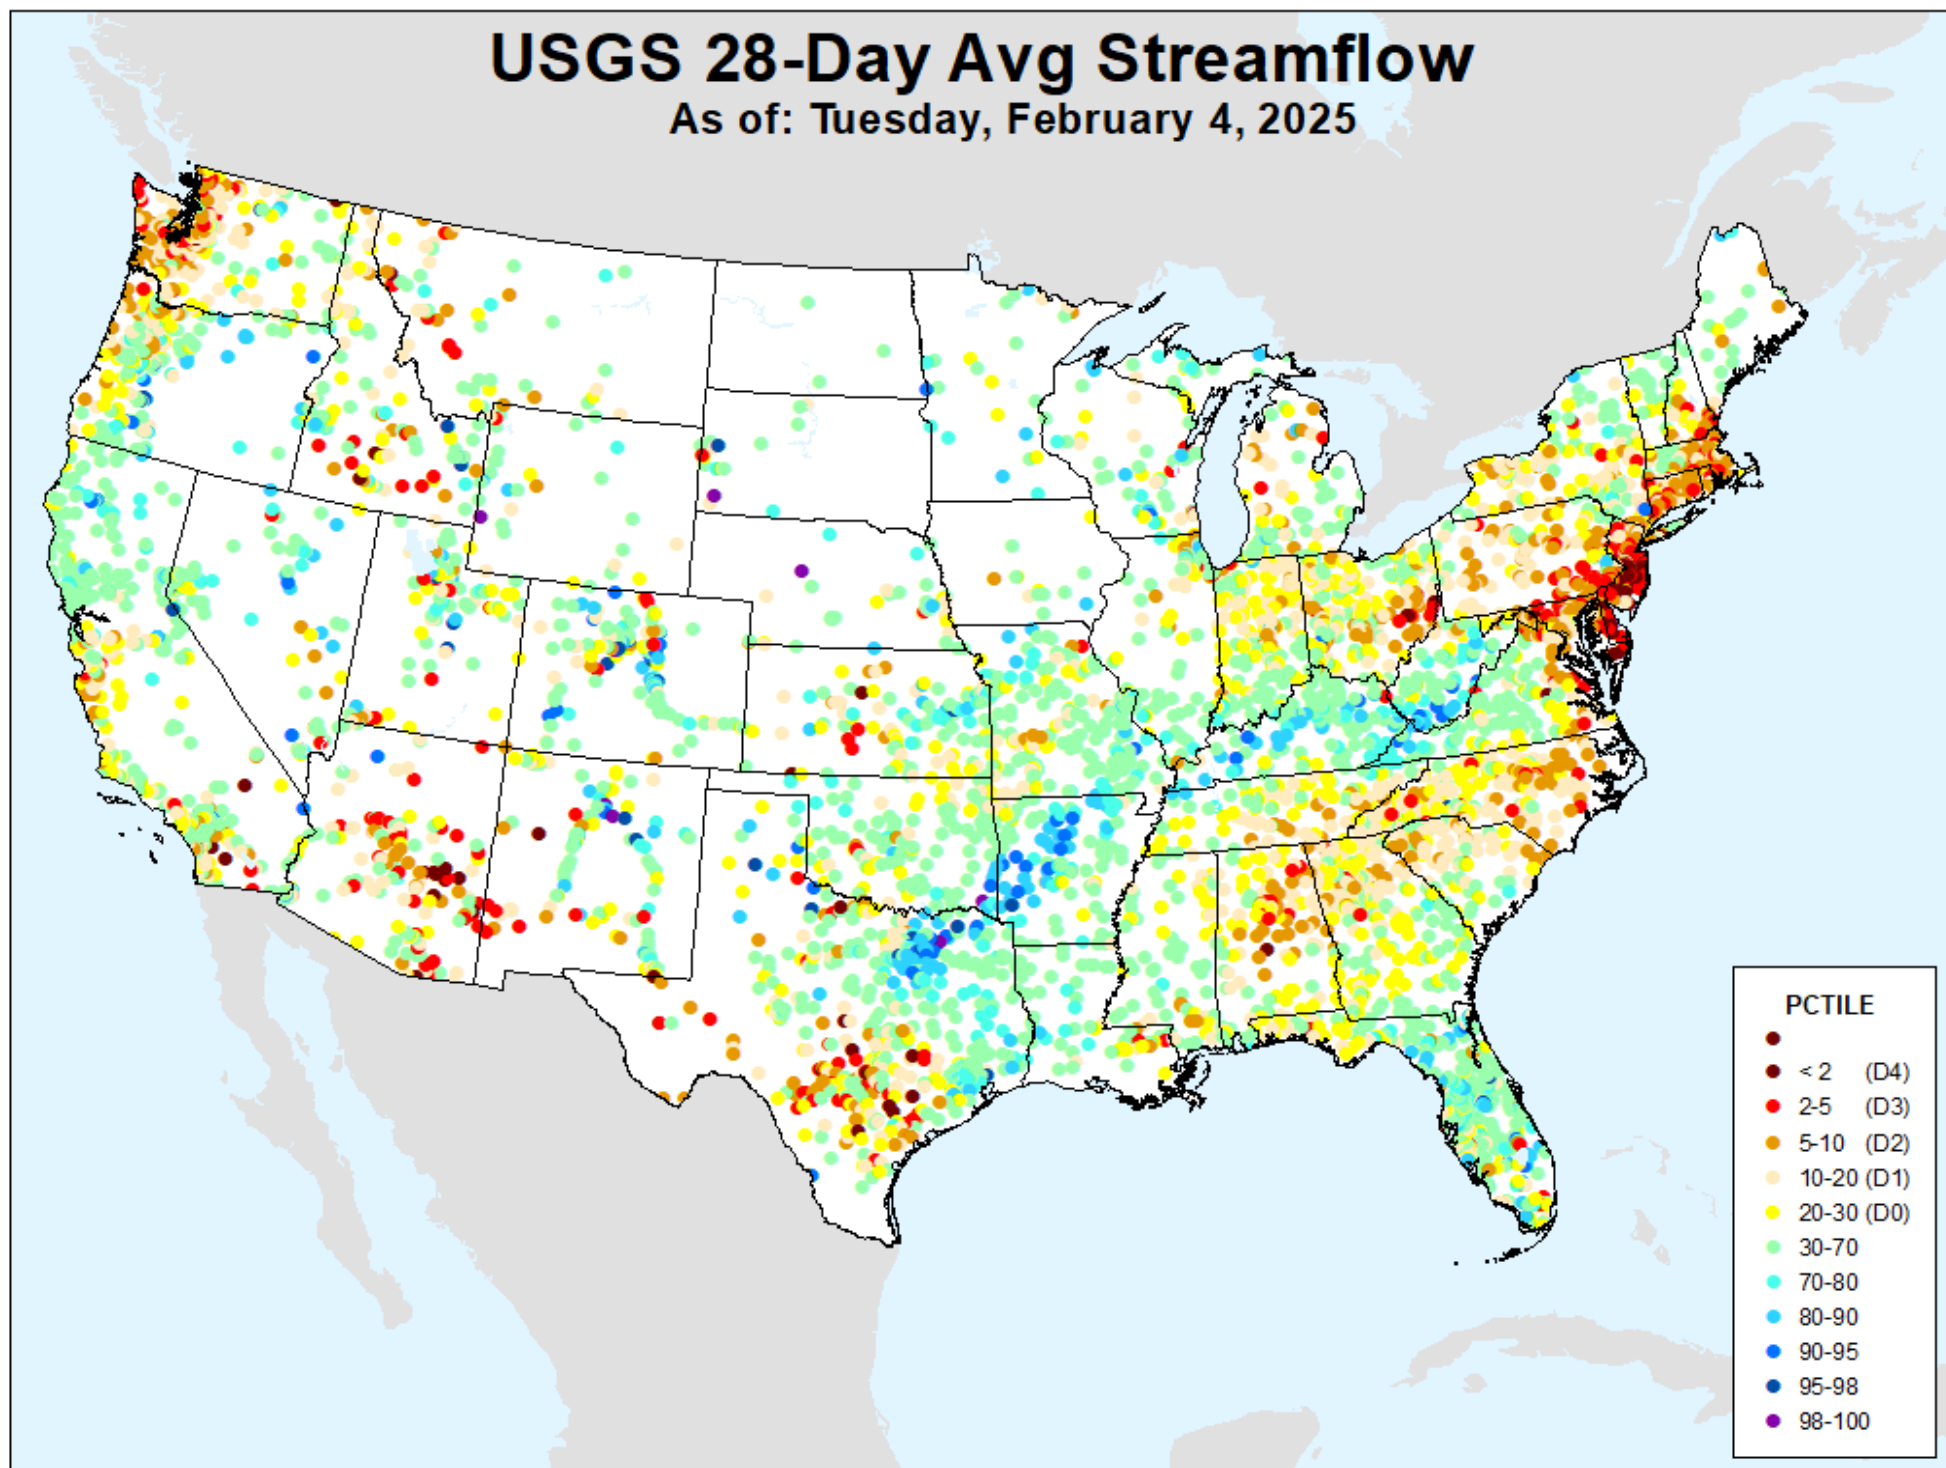 USGS 28-Day Avg Streamflow
As of: Tuesday, February 4, 2025
PCTILE
< 2 (D4)
2-5 (D3)
5-10 (D2)
10-20 (D1)
20-30 (D0)
30-70
70-80
80-90
90-95
95-98
98-100